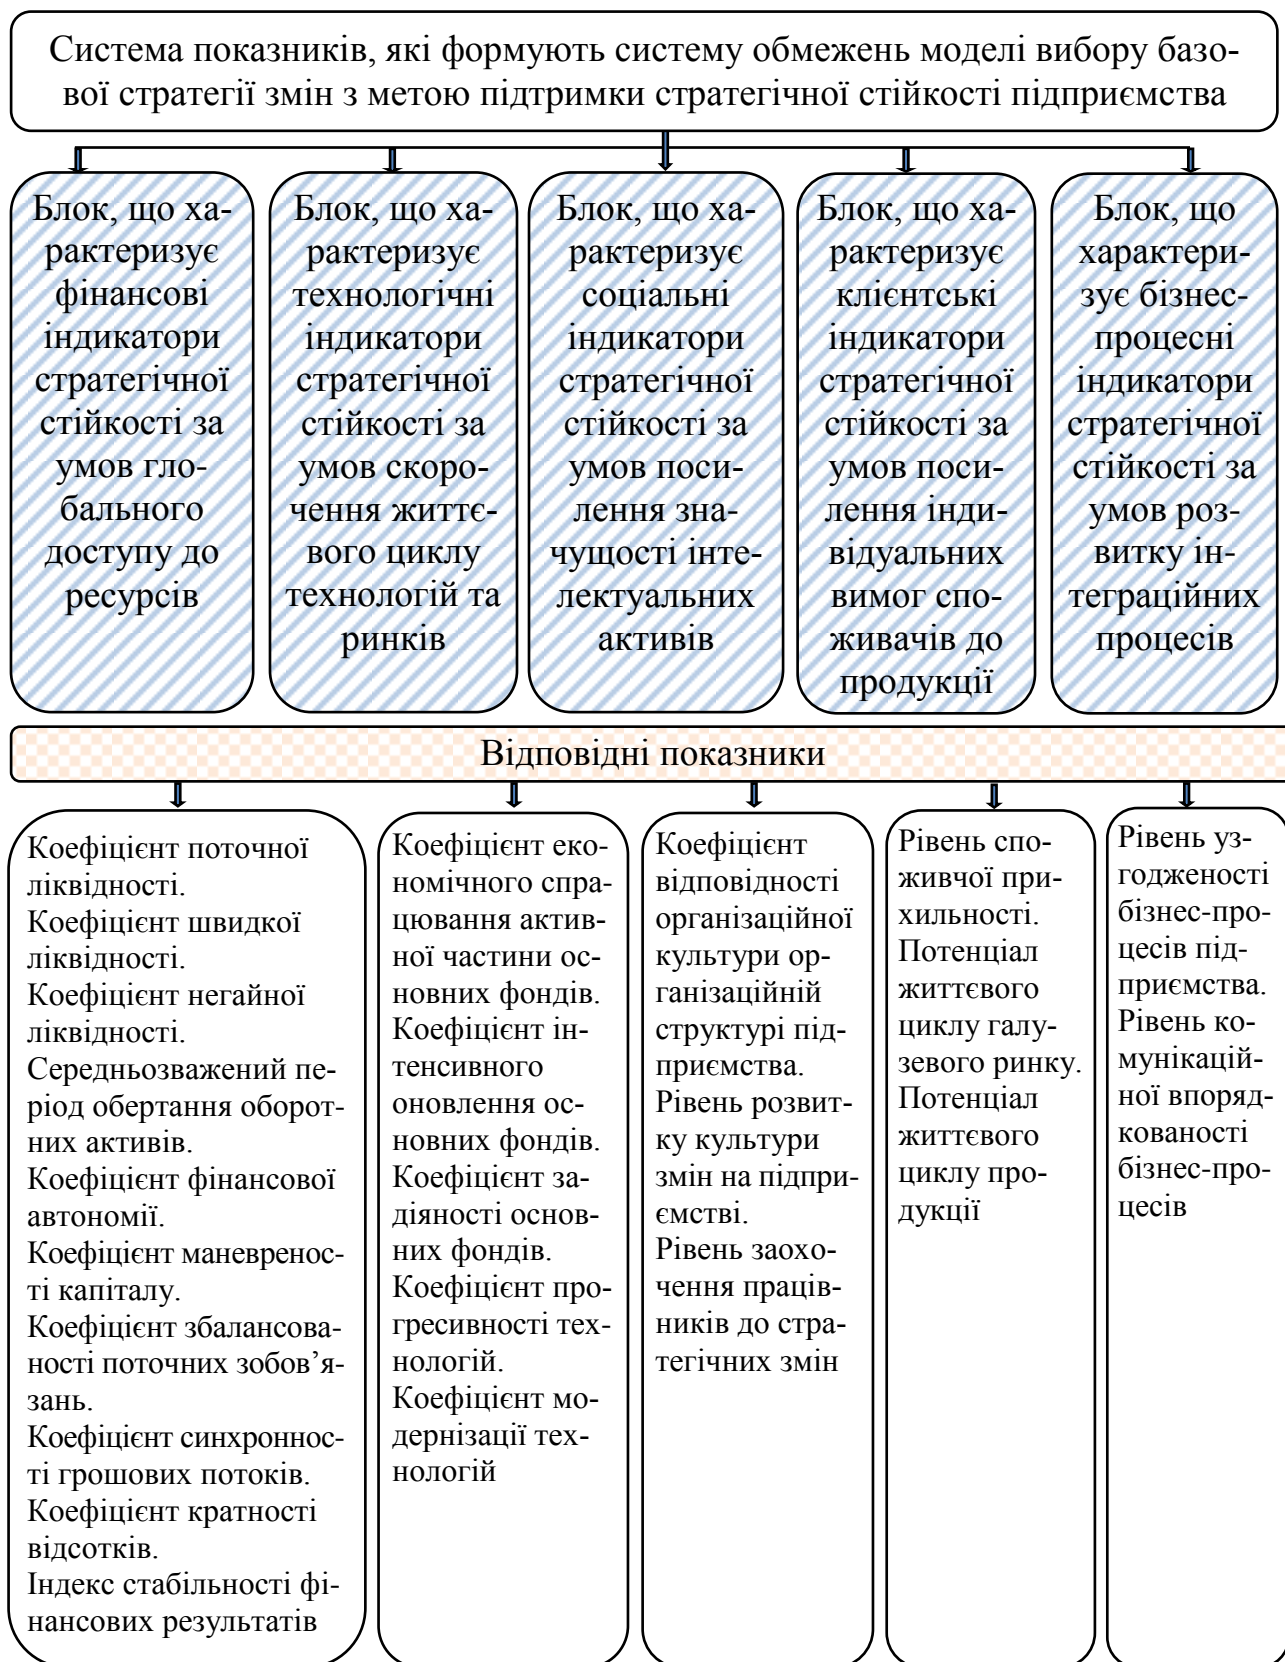 Система показників, які формують систему обмежень моделі вибору базо-
вої стратегії змін з метою підтримки стратегічної стійкості підприємства
Блок, що ха-
рактеризує
фінансові
індикатори
стратегічної
стійкості за
умов гло-
бального
доступу до
ресурсів
Блок, що ха-
рактеризує
технологічні
індикатори
стратегічної
стійкості за
умов скоро-
чення життє-
вого циклу
технологій та
ринків
Блок, що ха-
рактеризує
соціальні
індикатори
стратегічної
стійкості за
умов поси-
лення зна-
чущості інте-
лектуальних
активів
Блок, що ха-
рактеризує
клієнтські
індикатори
стратегічної
стійкості за
умов поси-
лення інди-
відуальних
вимог спо-
живачів до
продукції
Блок, що
характери-
зує бізнес-
процесні
індикатори
стратегічної
стійкості за
умов роз-
витку ін-
теграційних
процесів
Відповідні показники
Коефіцієнт поточної
ліквідності.
Коефіцієнт швидкої
ліквідності.
Коефіцієнт негайної
ліквідності.
Середньозважений пе-
ріод обертання оборот-
них активів.
Коефіцієнт фінансової
автономії.
Коефіцієнт маневренос-
ті капіталу.
Коефіцієнт збалансова-
ності поточних зобов’я-
зань.
Коефіцієнт синхроннос-
ті грошових потоків.
Коефіцієнт кратності
відсотків.
Індекс стабільності фі-
нансових результатів
Коефіцієнт еко-
номічного спра-
цювання актив-
ної частини ос-
новних фондів.
Коефіцієнт ін-
тенсивного
оновлення ос-
новних фондів.
Коефіцієнт за-
діяності основ-
них фондів.
Коефіцієнт про-
гресивності тех-
нологій.
Коефіцієнт мо-
дернізації тех-
нологій
Коефіцієнт
відповідності
організаційної
культури ор-
ганізаційній
структурі під-
приємства.
Рівень розвит-
ку культури
змін на підпри-
ємстві.
Рівень заохо-
чення праців-
ників до стра-
тегічних змін
Рівень спо-
живчої при-
хильності.
Потенціал
життєвого
циклу галу-
зевого ринку.
Потенціал
життєвого
циклу про-
дукції
Рівень уз-
годженості
бізнес-про-
цесів під-
приємства.
Рівень ко-
мунікацій-
ної впоряд-
кованості
бізнес-про-
цесів